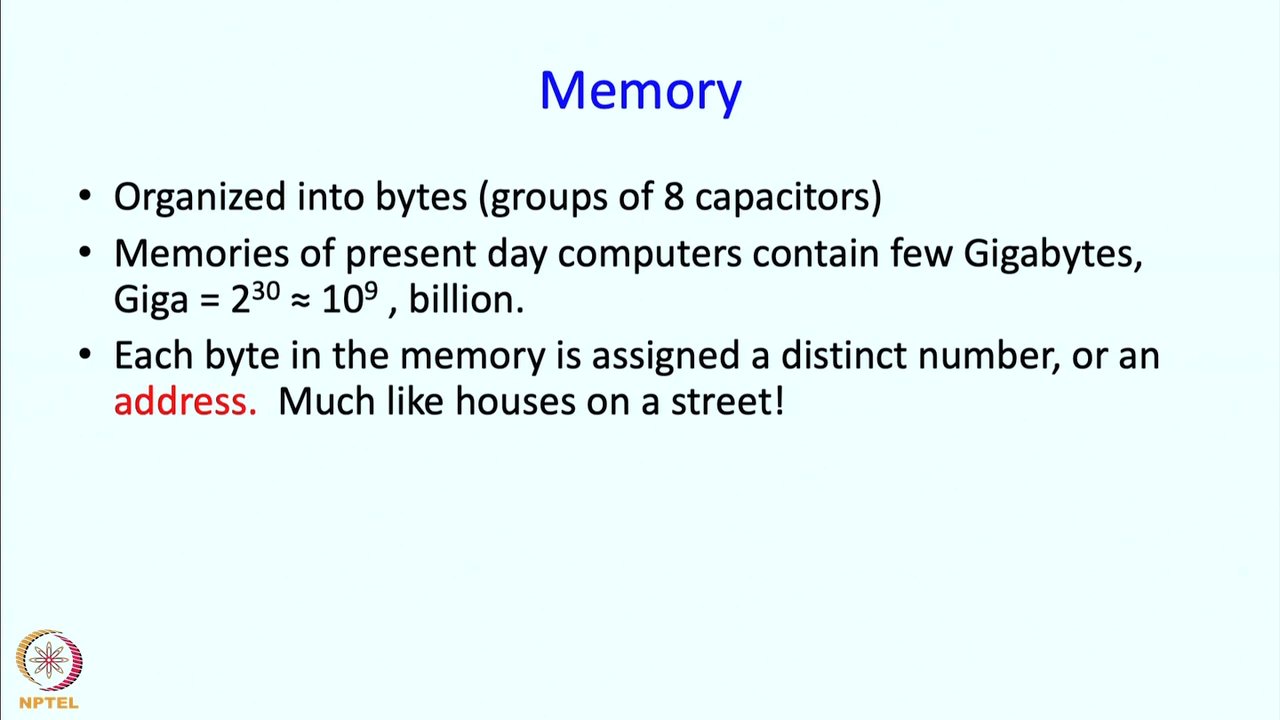 Memory
• Organized into bytes (groups of 8 capacitors)
• Memories of present day computers contain few Gigabytes,
Giga = 2³⁰ ≈ 10⁹ , billion.
• Each byte in the memory is assigned a distinct number, or an
address. Much like houses on a street!
NPTEL